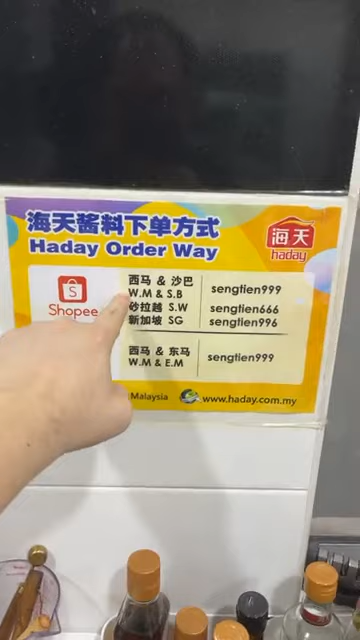 海天酱料下单方式
Haday Order Way
海天
haday
S
Shopee
西马 & 沙巴
W.M & S.B
sengtien999
砂拉越 S.W
sengtien666
新加坡 SG
sengtien996
西马 & 东马
W.M & E.M
sengtien999
Malaysia
www.haday.com.my